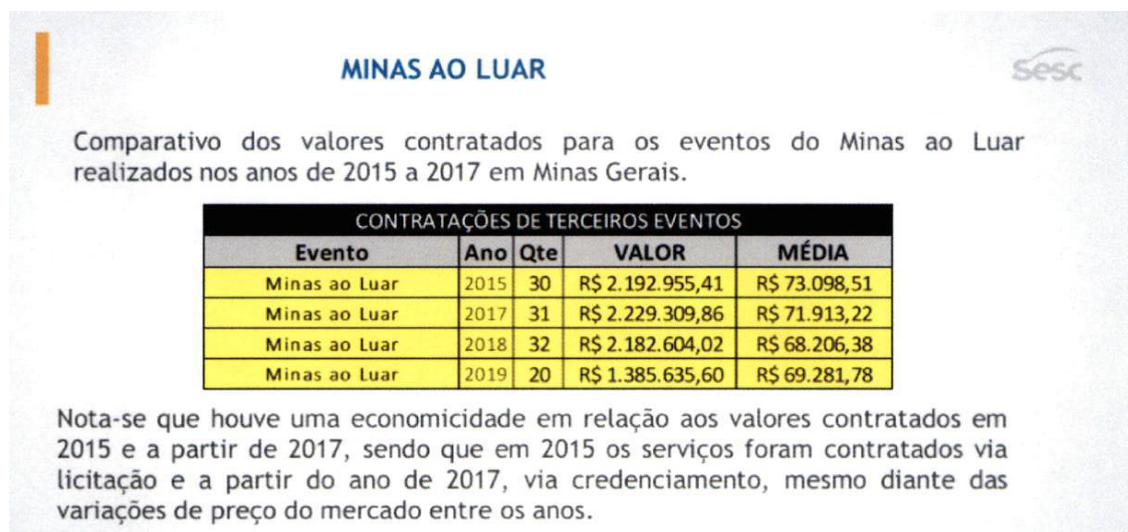 MINAS AO LUAR
Sesc
Comparativo dos valores contratados para os eventos do Minas ao Luar
realizados nos anos de 2015 a 2017 em Minas Gerais.
CONTRATAÇÕES DE TERCEIROS EVENTOS
Evento Ano Qte VALOR MÉDIA
Minas ao Luar 2015 30 R$ 2.192.955,41 R$ 73.098,51
Minas ao Luar 2017 31 R$ 2.229.309,86 R$ 71.913,22
Minas ao Luar 2018 32 R$ 2.182.604,02 R$ 68.206,38
Minas ao Luar 2019 20 R$ 1.385.635,60 R$ 69.281,78
Nota-se que houve uma economicidade em relação aos valores contratados em
2015 e a partir de 2017, sendo que em 2015 os serviços foram contratados via
licitação e a partir do ano de 2017, via credenciamento, mesmo diante das
variações de preço do mercado entre os anos.